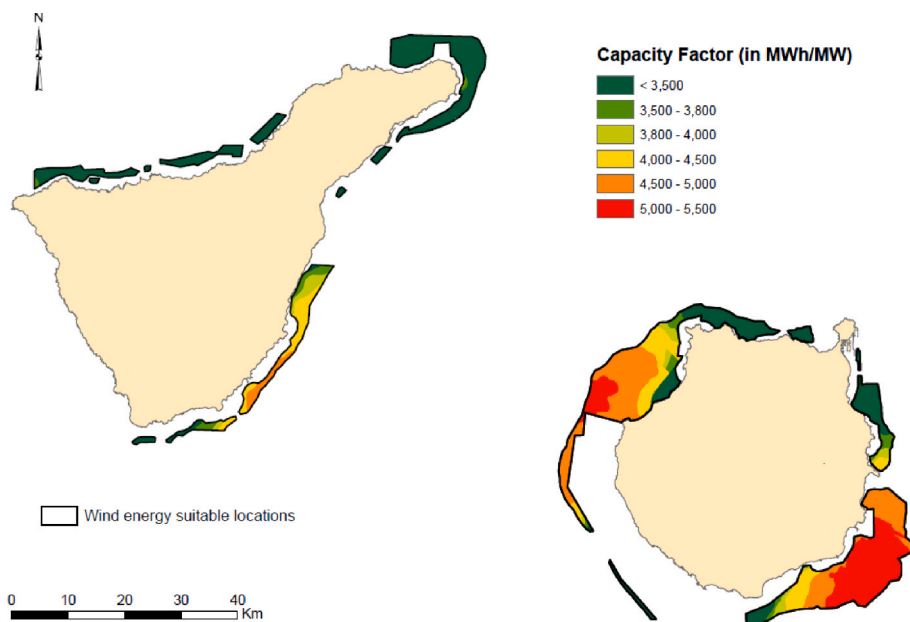 N
Capacity Factor (in MWh/MW)
< 3,500
3,500 - 3,800
3,800 - 4,000
4,000 - 4,500
4,500 - 5,000
5,000 - 5,500
Wind energy suitable locations
0 10 20 30 40
Km